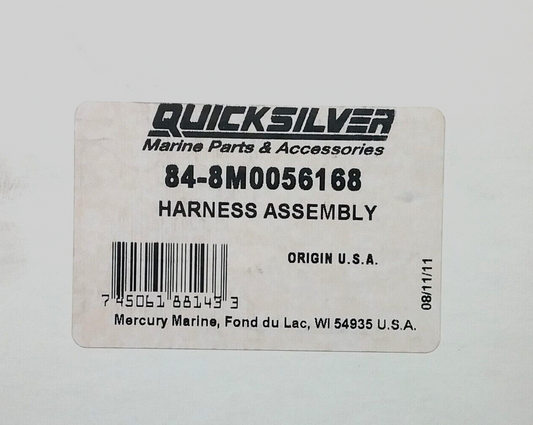 QUICKSILVER
Marine Parts & Accessories
84-8M0056168
HARNESS ASSEMBLY
ORIGIN U.S.A.
7 45061 88143 3
08/11/11
Mercury Marine, Fond du Lac, WI 54935 U.S.A.